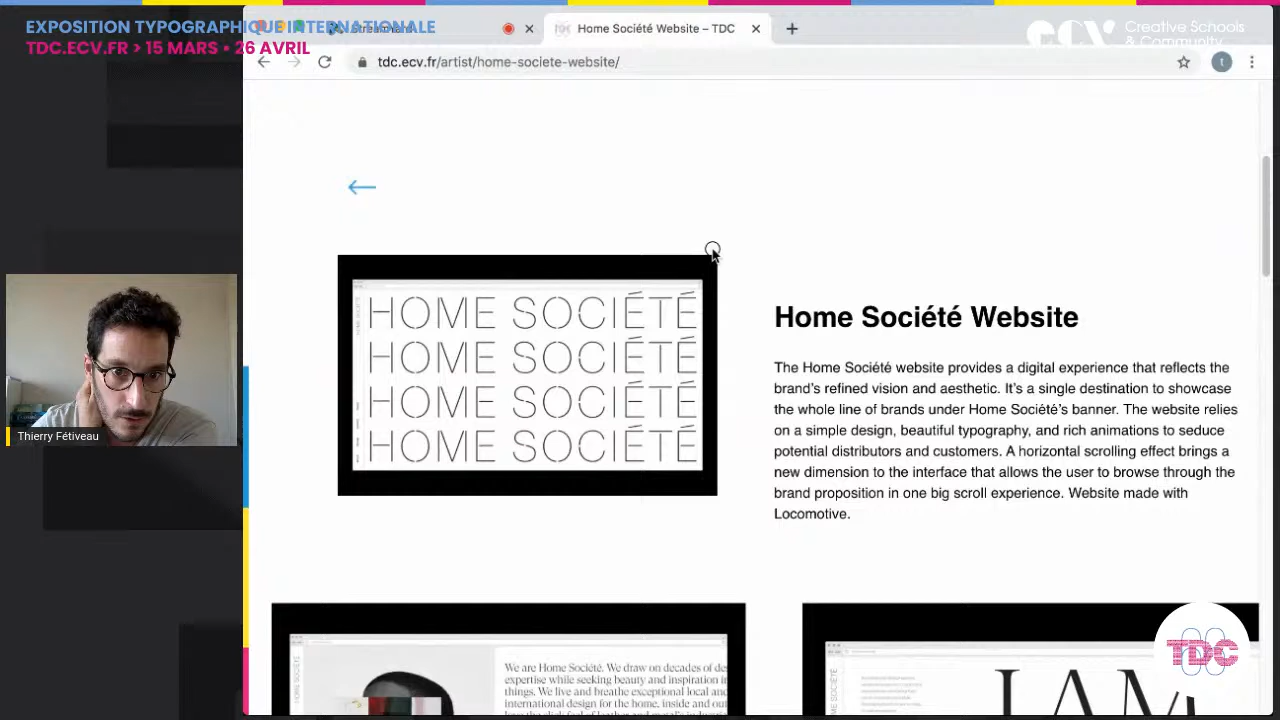 EXPOSITION TYPOGRAPHIQUE INTERNATIONALE
TDC.ECV.FR > 15 MARS • 26 AVRIL
Home Société Website – TDC
ecv
Creative Schools
& Community
tdc.ecv.fr/artist/home-societe-website/
t
HOME SOCIÉTÉ
HOME SOCIÉTÉ
HOME SOCIÉTÉ
HOME SOCIÉTÉ
Home Société Website
The Home Société website provides a digital experience that reflects the
brand’s refined vision and aesthetic. It’s a single destination to showcase
the whole line of brands under Home Société’s banner. The website relies
on a simple design, beautiful typography, and rich animations to seduce
potential distributors and customers. A horizontal scrolling effect brings a
new dimension to the interface that allows the user to browse through the
brand proposition in one big scroll experience. Website made with
Locomotive.
Thierry Fétiveau
HOME SOCIÉTÉ
We are Home Société. We draw on decades of de
expertise while seeking beauty and inspiration in
things. We live and breathe exceptional local and
international design for the home, inside and out
HOME SOCIÉTÉ
I AM
TDC